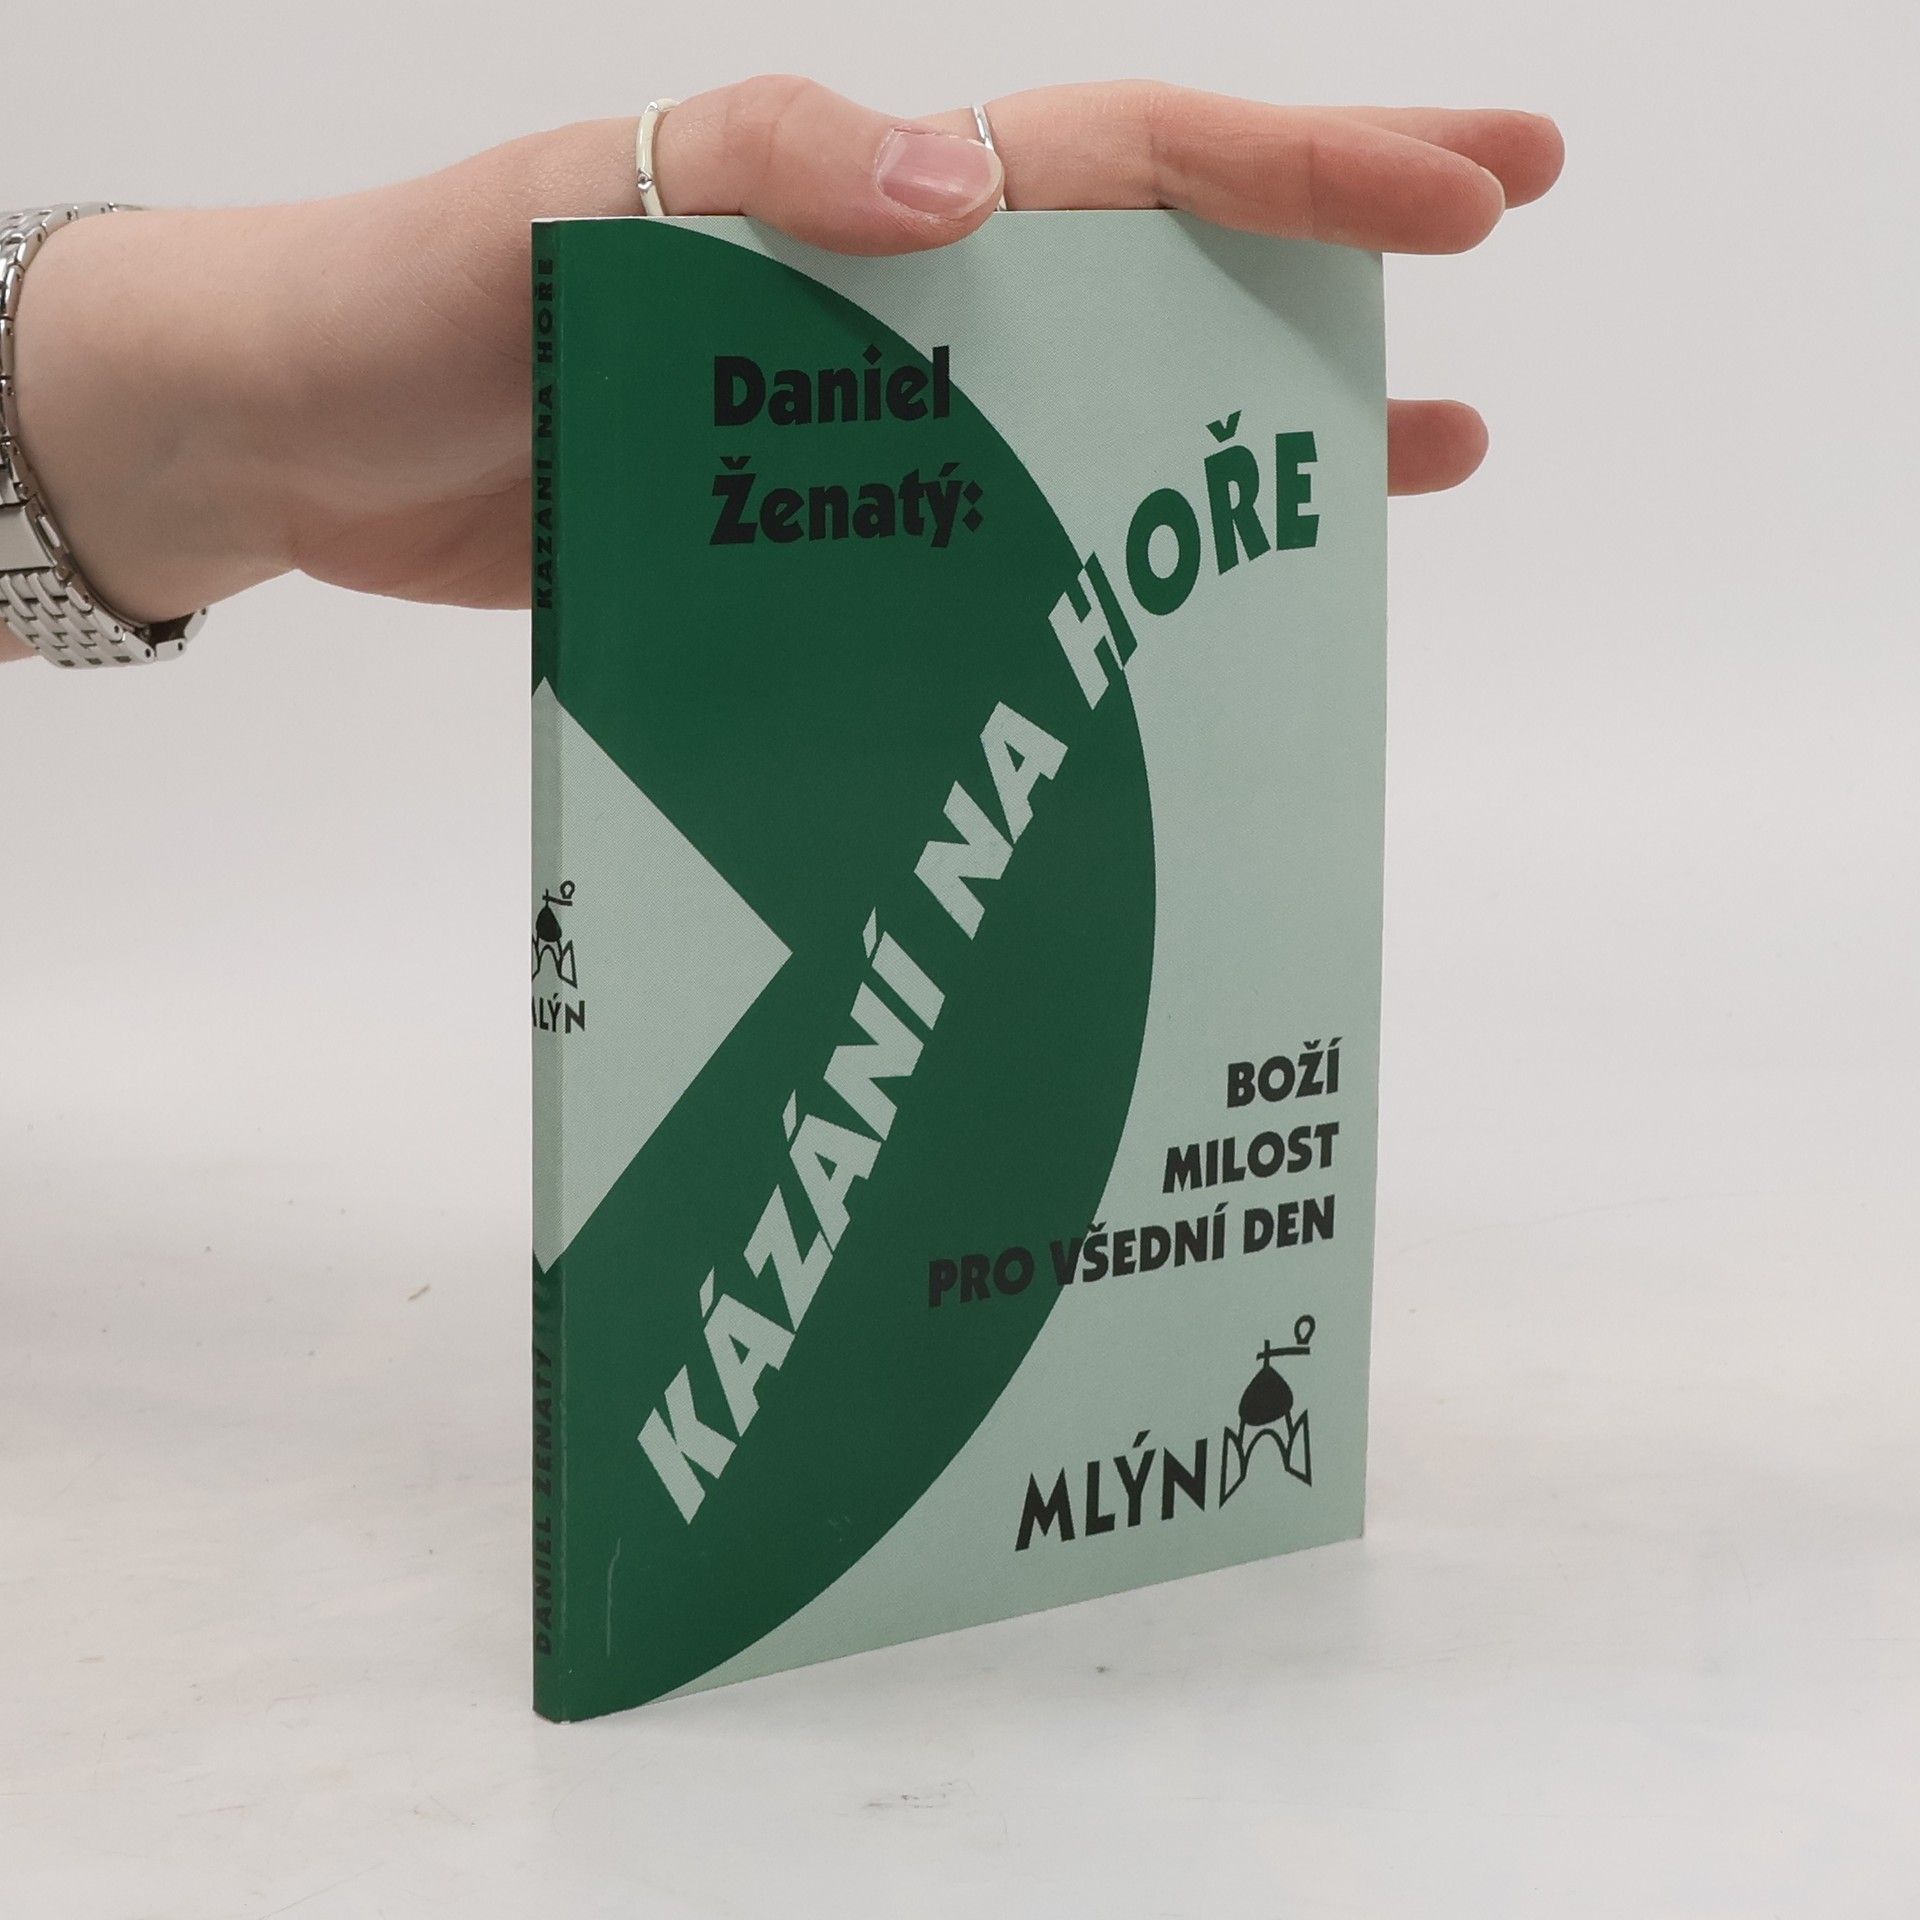 Daniel
Ženatý:
KÁZÁNÍ NA HOŘE
BOŽÍ
MILOST
PRO VŠEDNÍ DEN
MLÝN
KÁZÁNÍ NA HOŘE
MLÝN
DANIEL ŽENATÝ